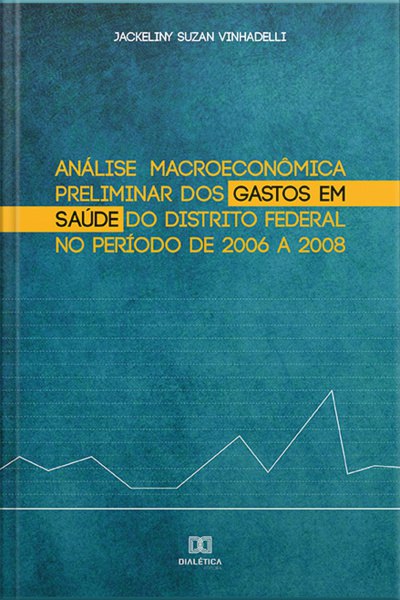 JACKELINY SUZAN VINHADELLI
ANÁLISE MACROECONÔMICA
PRELIMINAR DOS GASTOS EM
SAÚDE DO DISTRITO FEDERAL
NO PERÍODO DE 2006 A 2008
DIALÉTICA
EDITORA